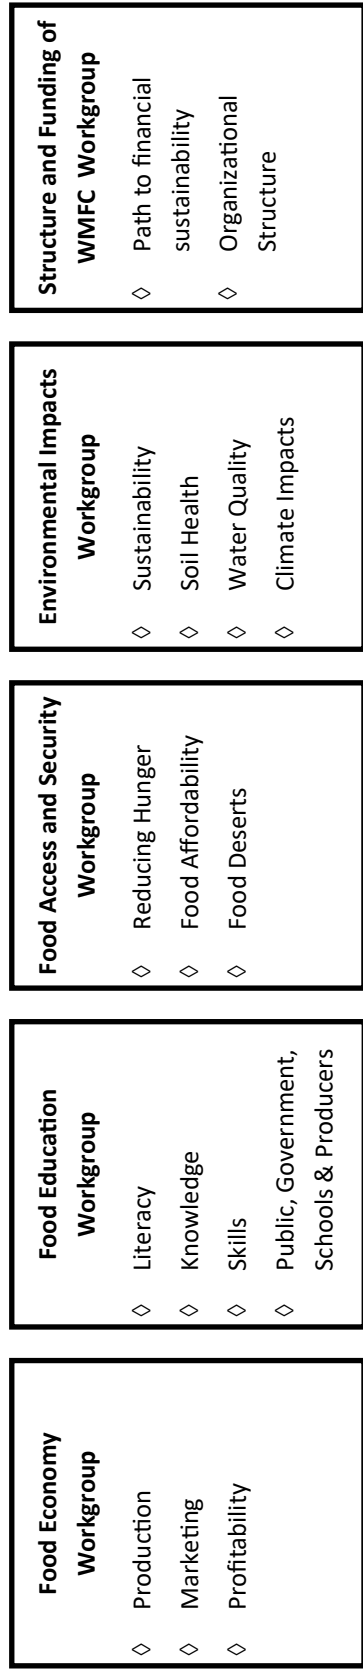 Food Economy
Workgroup
◊ Production
◊ Marketing
◊ Profitability
Food Education
Workgroup
◊ Literacy
◊ Knowledge
◊ Skills
◊ Public, Government,
Schools & Producers
Food Access and Security
Workgroup
◊ Reducing Hunger
◊ Food Affordability
◊ Food Deserts
Environmental Impacts
Workgroup
◊ Sustainability
◊ Soil Health
◊ Water Quality
◊ Climate Impacts
Structure and Funding of
WMFC Workgroup
◊ Path to financial
sustainability
◊ Organizational
Structure